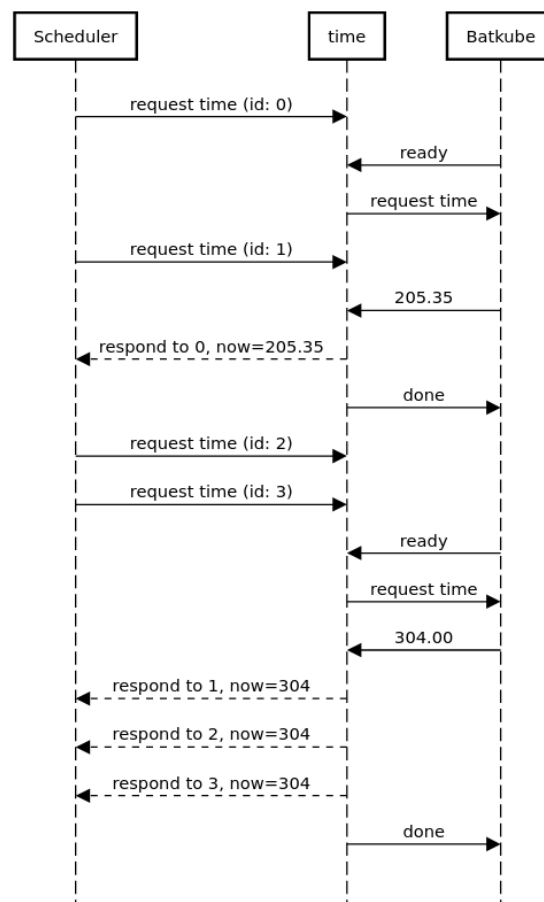 Scheduler
time
Batkube
request time (id: 0)
ready
request time
request time (id: 1)
205.35
respond to 0, now=205.35
done
request time (id: 2)
request time (id: 3)
ready
request time
304.00
respond to 1, now=304
respond to 2, now=304
respond to 3, now=304
done